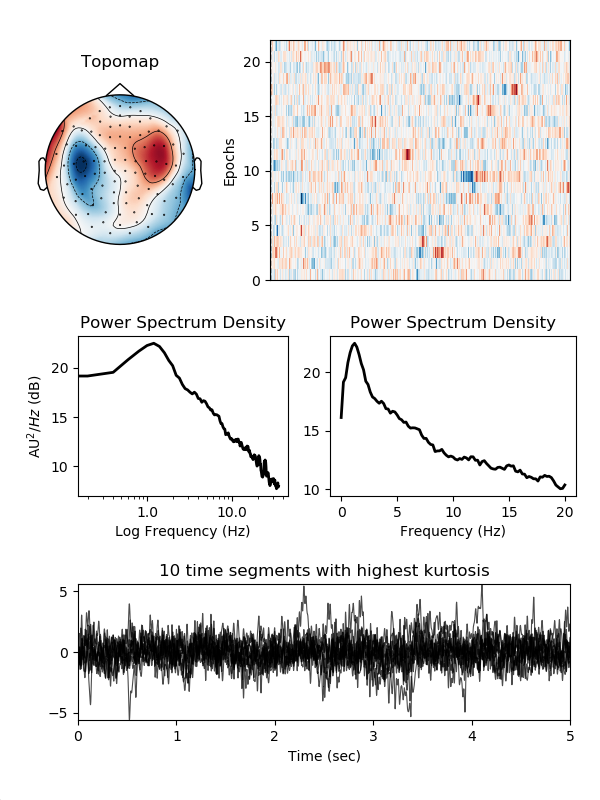 Topomap
Epochs
20
15
10
5
0
Power Spectrum Density
AU²/Hz (dB)
20
15
10
1.0 10.0
Log Frequency (Hz)
Power Spectrum Density
20
15
10
0 5 10 15 20
Frequency (Hz)
10 time segments with highest kurtosis
5
0
−5
0 1 2 3 4 5
Time (sec)